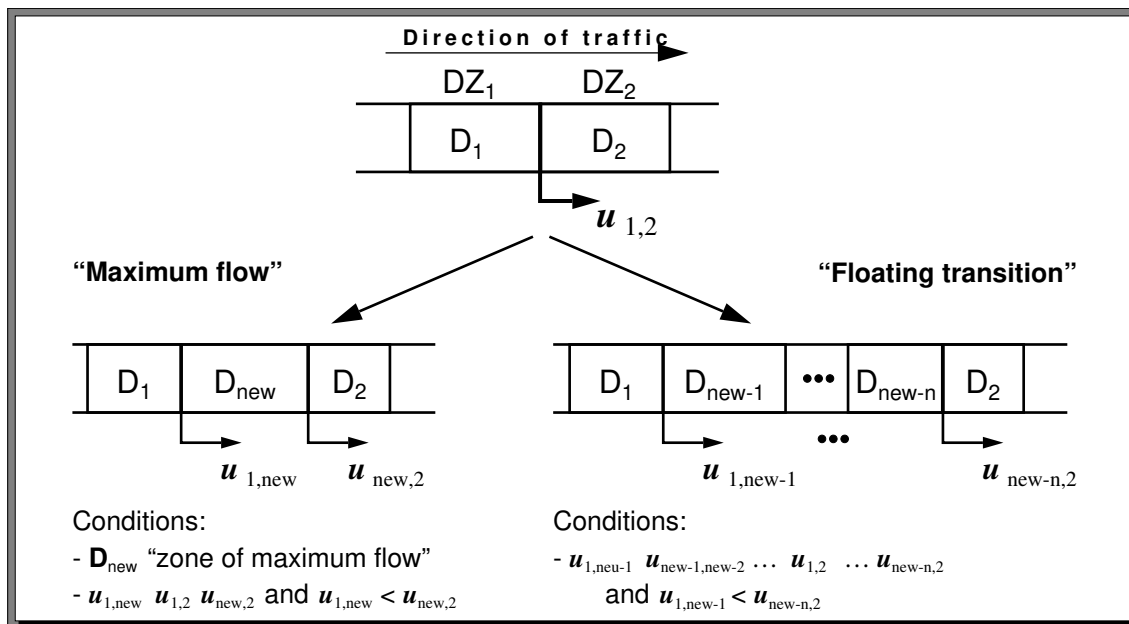 Direction of traffic
DZ1 DZ2
D1 D2
u 1,2
“Maximum flow” “Floating transition”
D1 Dnew D2 D1 Dnew-1 ••• Dnew-n D2
•••
u 1,new u new,2 u 1,new-1 u new-n,2
Conditions: Conditions:
- Dnew “zone of maximum flow” - u1,neu-1 unew-1,new-2 … u1,2 … unew-n,2
- u1,new u1,2 unew,2 and u1,new < unew,2 and u1,new-1 < unew-n,2